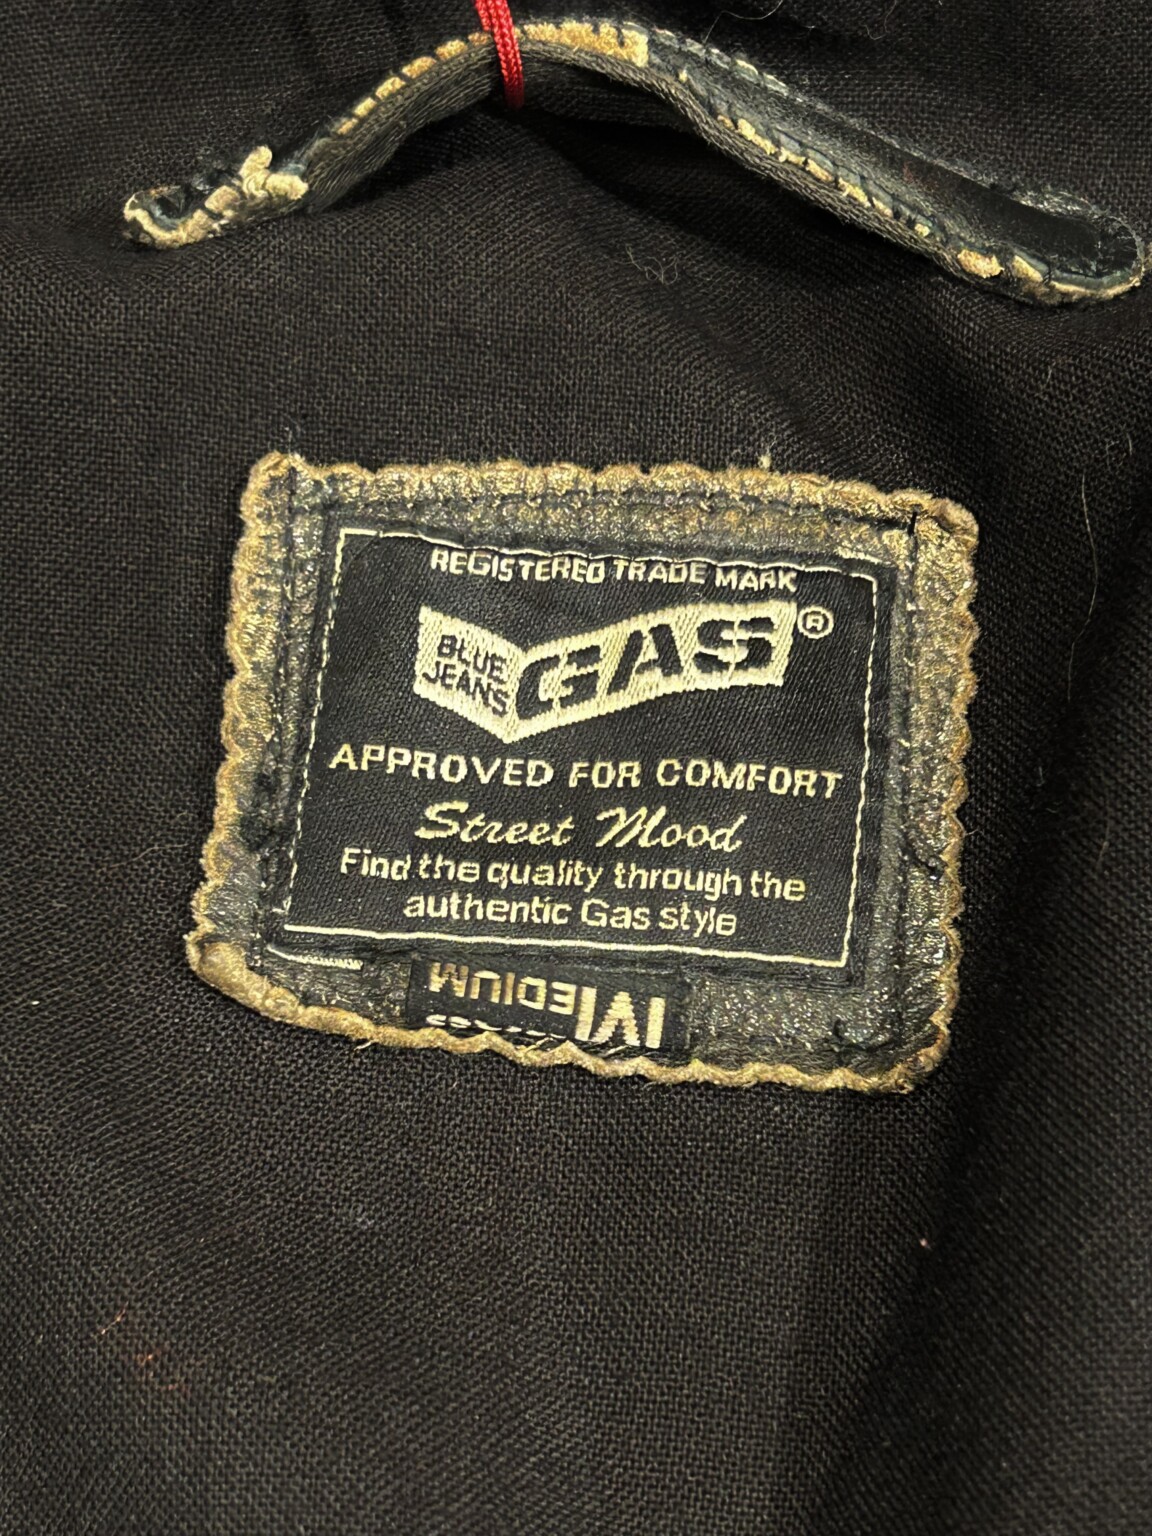 REGISTERED TRADE MARK
BLUE JEANS GAS ®
APPROVED FOR COMFORT
Street Mood
Find the quality through the
authentic Gas style
MEDIUM